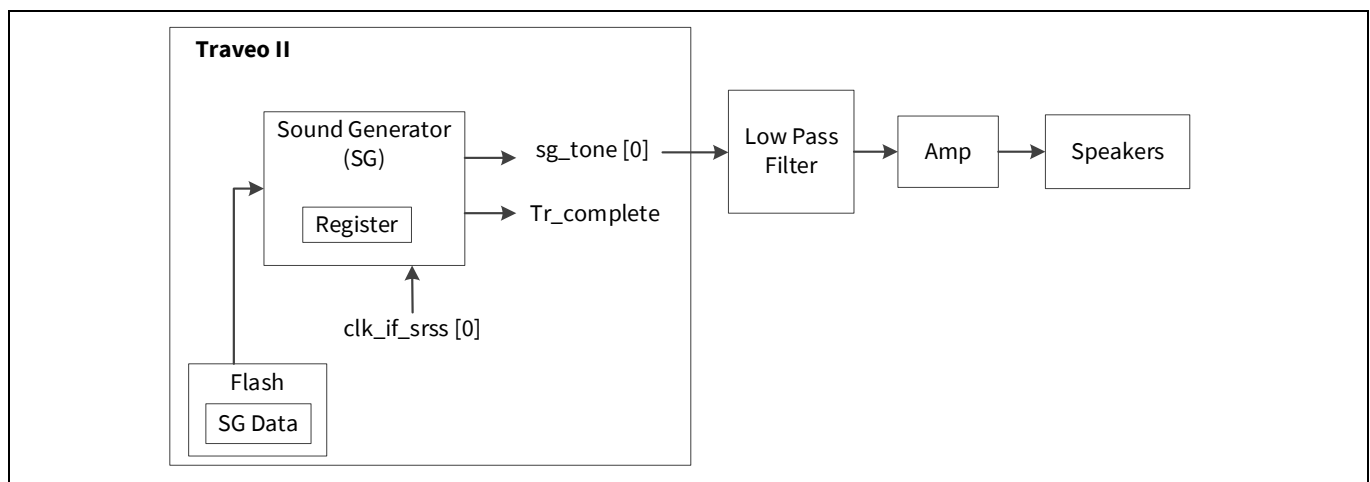 Traveo II
Sound Generator
(SG)
Register
sg_tone [0]
Tr_complete
clk_if_srss [0]
Flash
SG Data
Low Pass
Filter
Amp
Speakers